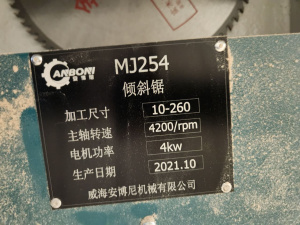 ANBONI
MJ254
倾斜锯
加工尺寸 10-260
主轴转速 4200/rpm
电机功率 4kw
生产日期 2021.10
威海安博尼机械有限公司